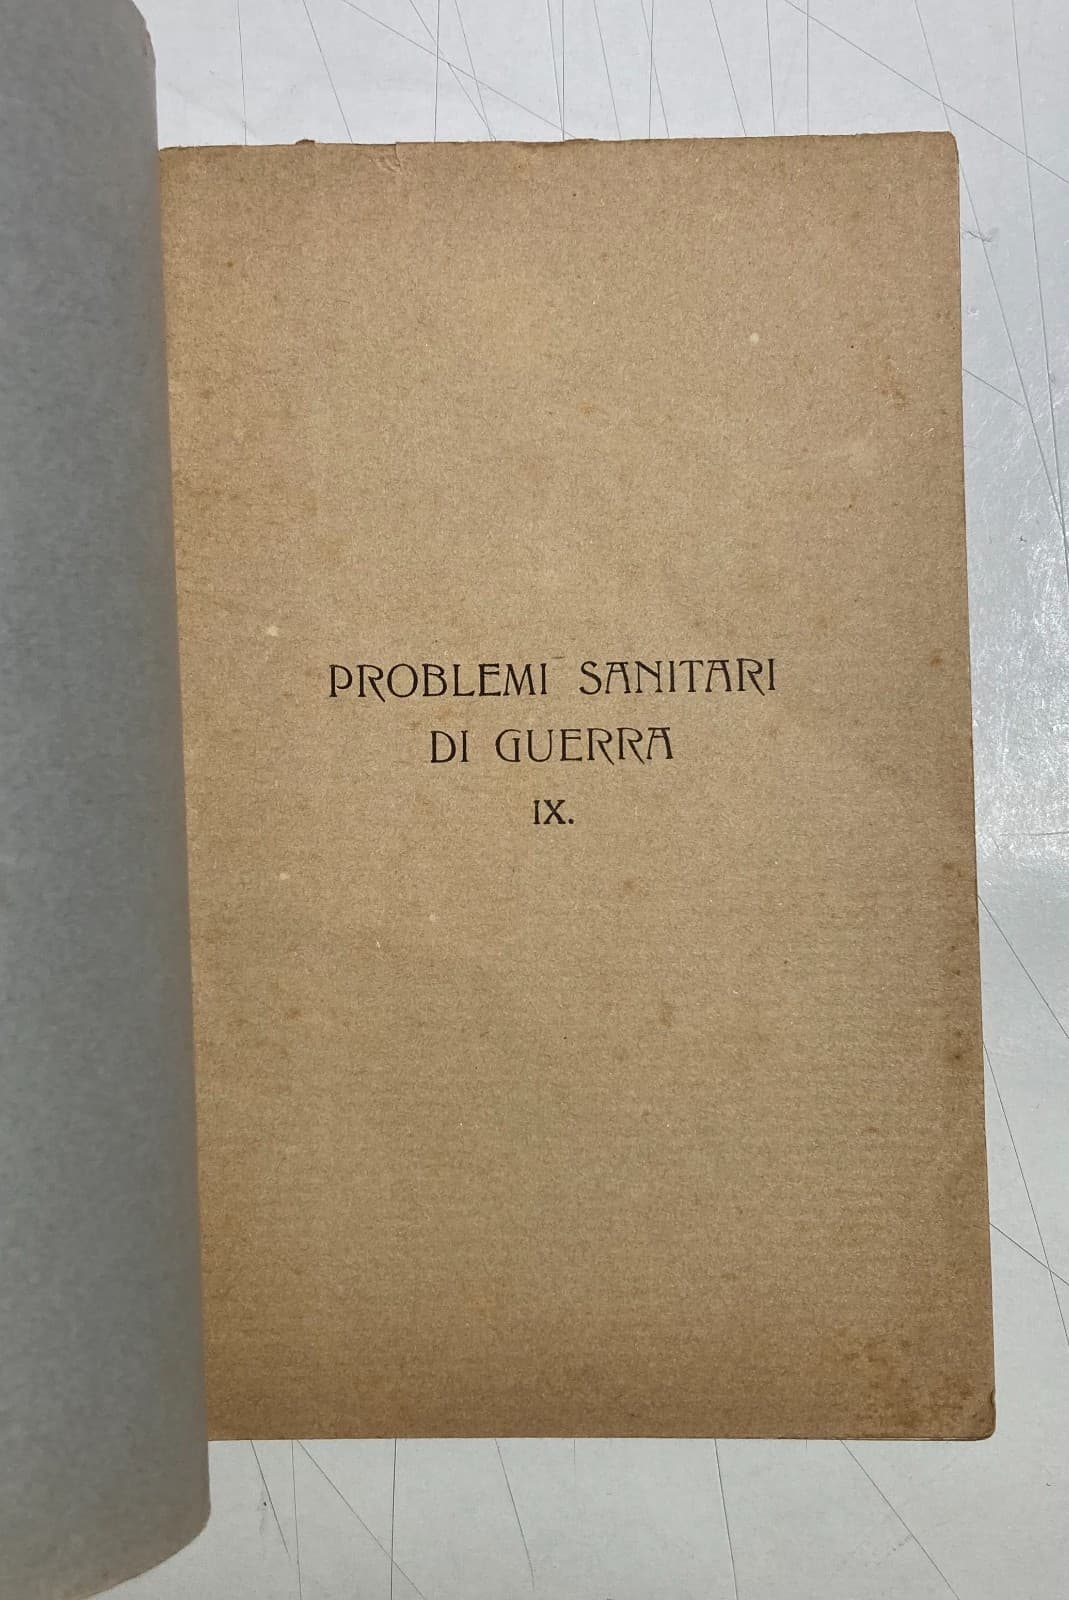 PROBLEMI SANITARI
DI GUERRA
IX.